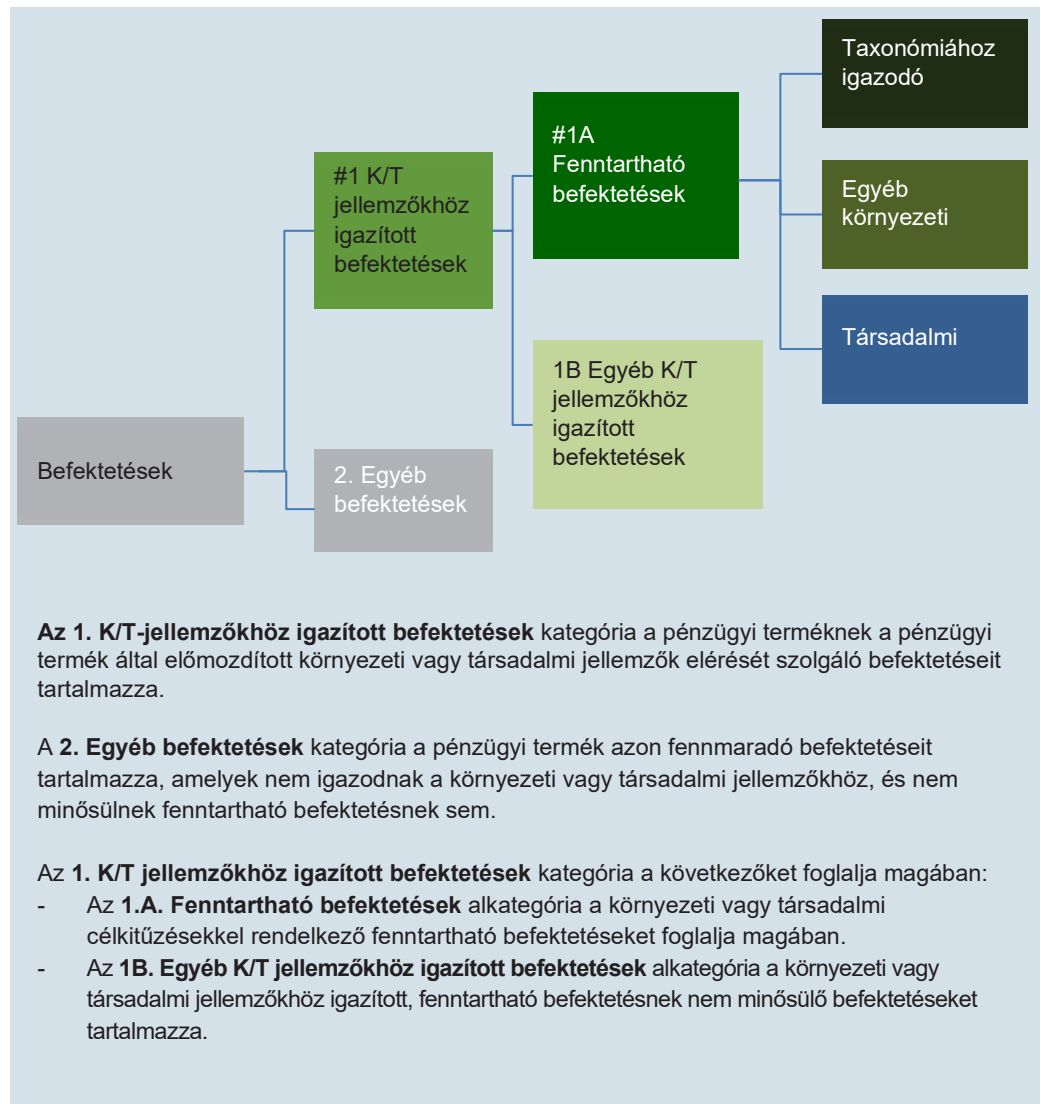 Taxonómiához
igazodó
#1A
Fenntartható
befektetések
#1 K/T
jellemzőkhöz
igazított
befektetések
Egyéb
környezeti
Társadalmi
1B Egyéb K/T
jellemzőkhöz
igazított
befektetések
Befektetések
2. Egyéb
befektetések
Az 1. K/T-jellemzőkhöz igazított befektetések kategória a pénzügyi terméknek a pénzügyi
termék által előmozdított környezeti vagy társadalmi jellemzők elérését szolgáló befektetéseit
tartalmazza.
A 2. Egyéb befektetések kategória a pénzügyi termék azon fennmaradó befektetéseit
tartalmazza, amelyek nem igazodnak a környezeti vagy társadalmi jellemzőkhöz, és nem
minősülnek fenntartható befektetésnek sem.
Az 1. K/T jellemzőkhöz igazított befektetések kategória a következőket foglalja magában:
- Az 1.A. Fenntartható befektetések alkategória a környezeti vagy társadalmi
célkitűzésekkel rendelkező fenntartható befektetéseket foglalja magában.
- Az 1B. Egyéb K/T jellemzőkhöz igazított befektetések alkategória a környezeti vagy
társadalmi jellemzőkhöz igazított, fenntartható befektetésnek nem minősülő befektetéseket
tartalmazza.